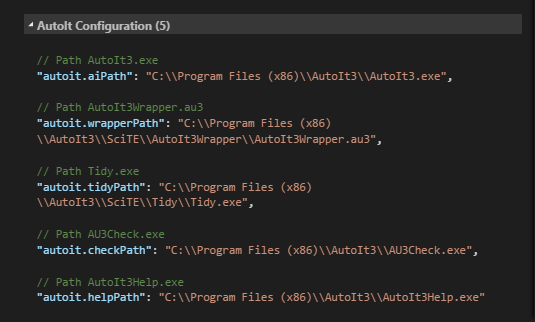 AutoIt Configuration (5)
// Path AutoIt3.exe
"autoit.aiPath": "C:\\Program Files (x86)\\AutoIt3\\AutoIt3.exe",
// Path AutoIt3Wrapper.au3
"autoit.wrapperPath": "C:\\Program Files (x86)
\\AutoIt3\\SciTE\\AutoIt3Wrapper\\AutoIt3Wrapper.au3",
// Path Tidy.exe
"autoit.tidyPath": "C:\\Program Files (x86)
\\AutoIt3\\SciTE\\Tidy\\Tidy.exe",
// Path AU3Check.exe
"autoit.checkPath": "C:\\Program Files (x86)\\AutoIt3\\AU3Check.exe",
// Path AutoIt3Help.exe
"autoit.helpPath": "C:\\Program Files (x86)\\AutoIt3\\AutoIt3Help.exe"